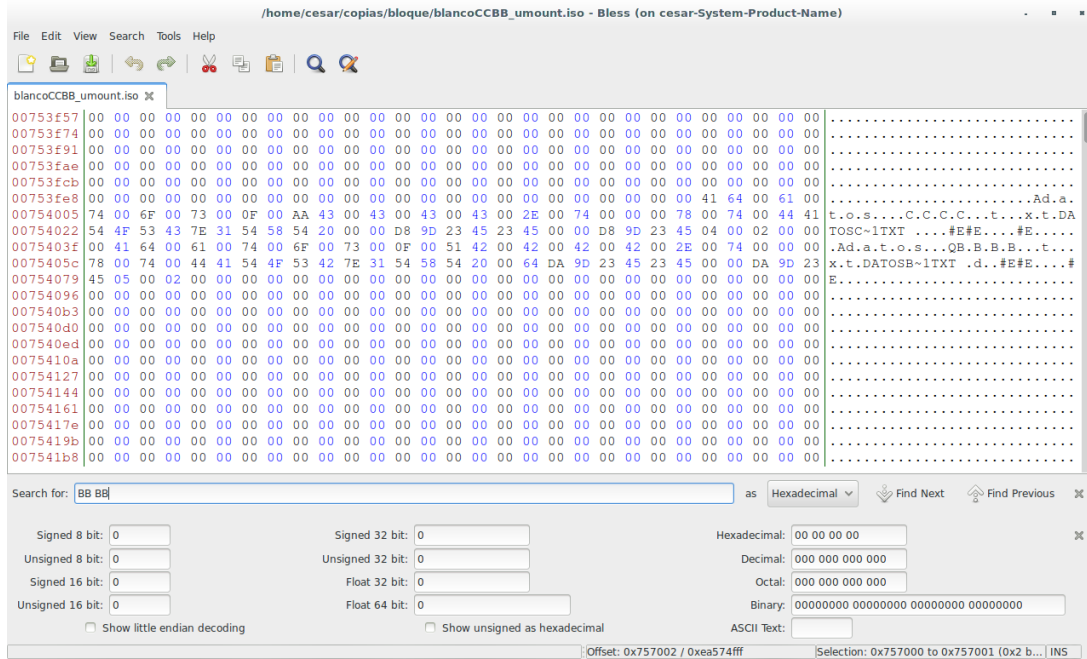 /home/cesar/copias/bloque/blancoCCBB_umount.iso - Bless (on cesar-System-Product-Name)
File Edit View Search Tools Help
blancoCCBB_umount.iso
00753f57 00 00 00 00 00 00 00 00 00 00 00 00 00 00 00 00 00 00 00 00 00 00 00 00 00 00 00 00 00 .............................
00753f74 00 00 00 00 00 00 00 00 00 00 00 00 00 00 00 00 00 00 00 00 00 00 00 00 00 00 00 00 00 .............................
00753f91 00 00 00 00 00 00 00 00 00 00 00 00 00 00 00 00 00 00 00 00 00 00 00 00 00 00 00 00 00 .............................
00753fae 00 00 00 00 00 00 00 00 00 00 00 00 00 00 00 00 00 00 00 00 00 00 00 00 00 00 00 00 00 .............................
00753fcb 00 00 00 00 00 00 00 00 00 00 00 00 00 00 00 00 00 00 00 00 00 00 00 00 00 00 00 00 00 .............................
00753fe8 00 00 00 00 00 00 00 00 00 00 00 00 00 00 00 00 00 00 00 00 00 00 00 00 41 64 00 61 00 ........................Ad.a.
00754005 74 00 6F 00 73 00 0F 00 AA 43 00 43 00 43 00 43 00 2E 00 74 00 00 00 78 00 74 00 44 41 t.o.s....C.C.C.C...t...x.t.DA
00754022 54 4F 53 43 7E 31 54 58 54 20 00 00 D8 9D 23 45 23 45 00 00 D8 9D 23 45 04 00 02 00 00 TOSC~1TXT ....#E#E....#E.....
0075403f 00 41 64 00 61 00 74 00 6F 00 73 00 0F 00 51 42 00 42 00 42 00 42 00 2E 00 74 00 00 00 .Ad.a.t.o.s...QB.B.B.B...t...
0075405c 78 00 74 00 44 41 54 4F 53 42 7E 31 54 58 54 20 00 64 DA 9D 23 45 23 45 00 00 DA 9D 23 x.t.DATOSB~1TXT .d..#E#E....#
00754079 45 05 00 02 00 00 00 00 00 00 00 00 00 00 00 00 00 00 00 00 00 00 00 00 00 00 00 00 00 E............................
00754096 00 00 00 00 00 00 00 00 00 00 00 00 00 00 00 00 00 00 00 00 00 00 00 00 00 00 00 00 00 .............................
007540b3 00 00 00 00 00 00 00 00 00 00 00 00 00 00 00 00 00 00 00 00 00 00 00 00 00 00 00 00 00 .............................
007540d0 00 00 00 00 00 00 00 00 00 00 00 00 00 00 00 00 00 00 00 00 00 00 00 00 00 00 00 00 00 .............................
007540ed 00 00 00 00 00 00 00 00 00 00 00 00 00 00 00 00 00 00 00 00 00 00 00 00 00 00 00 00 00 .............................
0075410a 00 00 00 00 00 00 00 00 00 00 00 00 00 00 00 00 00 00 00 00 00 00 00 00 00 00 00 00 00 .............................
00754127 00 00 00 00 00 00 00 00 00 00 00 00 00 00 00 00 00 00 00 00 00 00 00 00 00 00 00 00 00 .............................
00754144 00 00 00 00 00 00 00 00 00 00 00 00 00 00 00 00 00 00 00 00 00 00 00 00 00 00 00 00 00 .............................
00754161 00 00 00 00 00 00 00 00 00 00 00 00 00 00 00 00 00 00 00 00 00 00 00 00 00 00 00 00 00 .............................
0075417e 00 00 00 00 00 00 00 00 00 00 00 00 00 00 00 00 00 00 00 00 00 00 00 00 00 00 00 00 00 .............................
0075419b 00 00 00 00 00 00 00 00 00 00 00 00 00 00 00 00 00 00 00 00 00 00 00 00 00 00 00 00 00 .............................
007541b8 00 00 00 00 00 00 00 00 00 00 00 00 00 00 00 00 00 00 00 00 00 00 00 00 00 00 00 00 00 .............................
Search for: BB BB as Hexadecimal Find Next Find Previous
Signed 8 bit: 0 Signed 32 bit: 0 Hexadecimal: 00 00 00 00
Unsigned 8 bit: 0 Unsigned 32 bit: 0 Decimal: 000 000 000 000
Signed 16 bit: 0 Float 32 bit: 0 Octal: 000 000 000 000
Unsigned 16 bit: 0 Float 64 bit: 0 Binary: 00000000 00000000 00000000 00000000
Show little endian decoding Show unsigned as hexadecimal ASCII Text:
Offset: 0x757002 / 0xea574fff Selection: 0x757000 to 0x757001 (0x2 b... INS